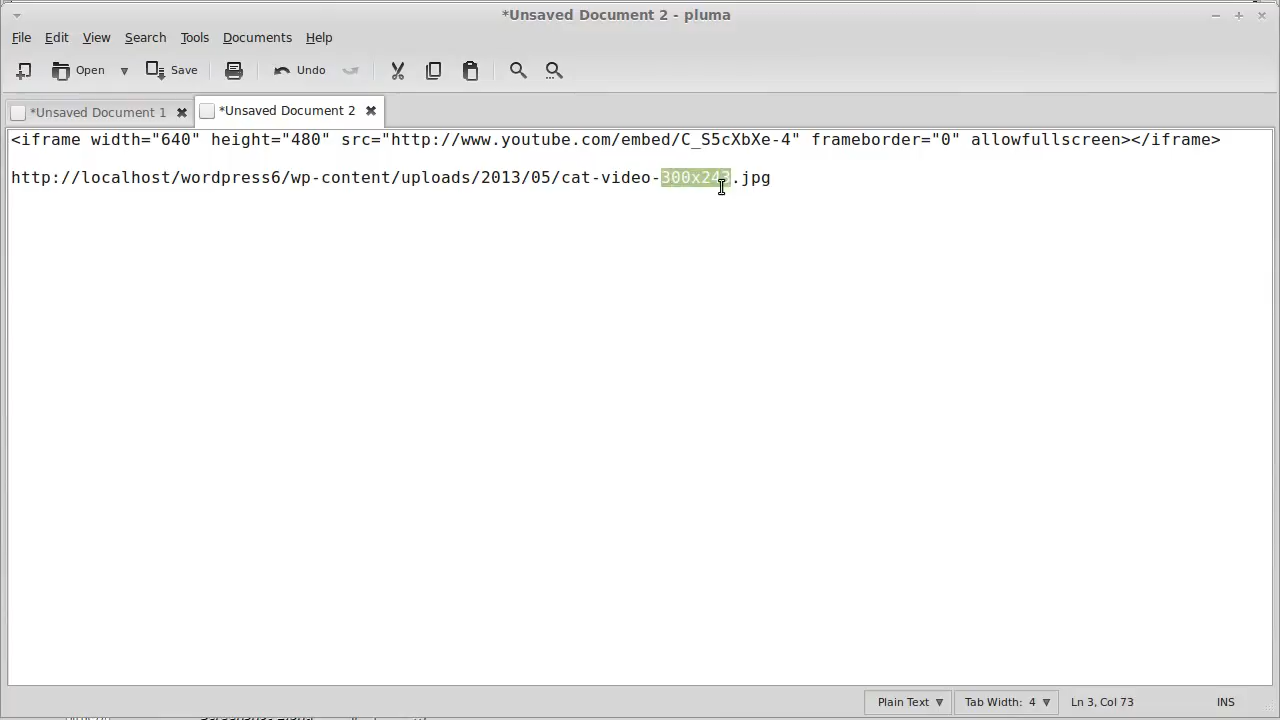 *Unsaved Document 2 - pluma
File Edit View Search Tools Documents Help
Open Save Undo
*Unsaved Document 1 *Unsaved Document 2
<iframe width="640" height="480" src="http://www.youtube.com/embed/C_S5cXbXe-4" frameborder="0" allowfullscreen></iframe>
http://localhost/wordpress6/wp-content/uploads/2013/05/cat-video-300x243.jpg
Plain Text Tab Width: 4 Ln 3, Col 73 INS